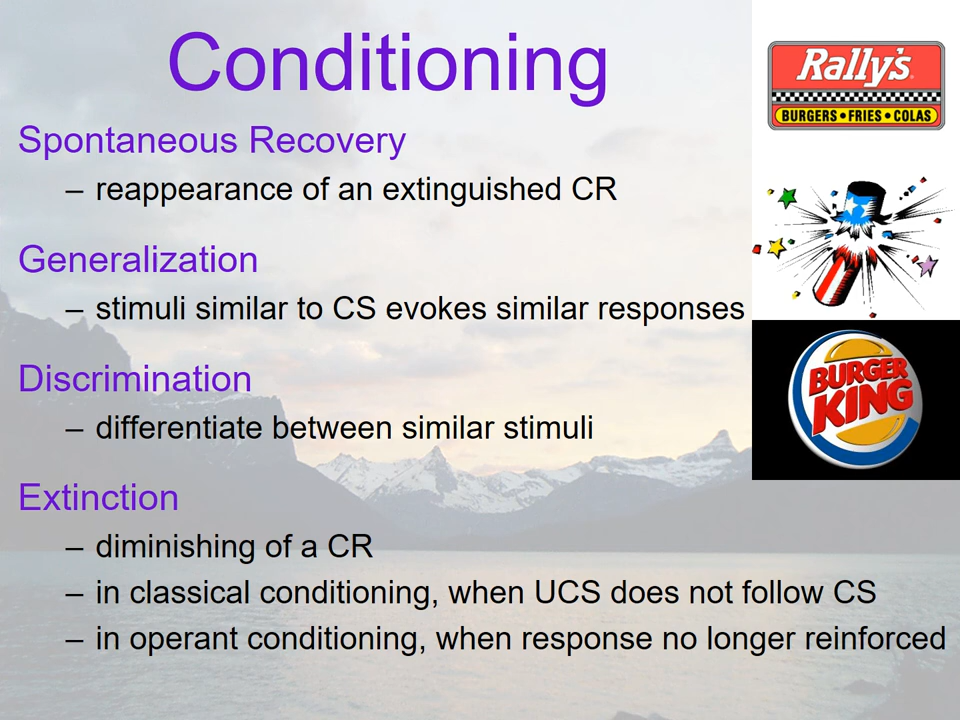 Conditioning
Spontaneous Recovery
– reappearance of an extinguished CR
Generalization
– stimuli similar to CS evokes similar responses
Discrimination
– differentiate between similar stimuli
Extinction
– diminishing of a CR
– in classical conditioning, when UCS does not follow CS
– in operant conditioning, when response no longer reinforced
Rally's
BURGERS • FRIES • COLAS
BURGER
KING